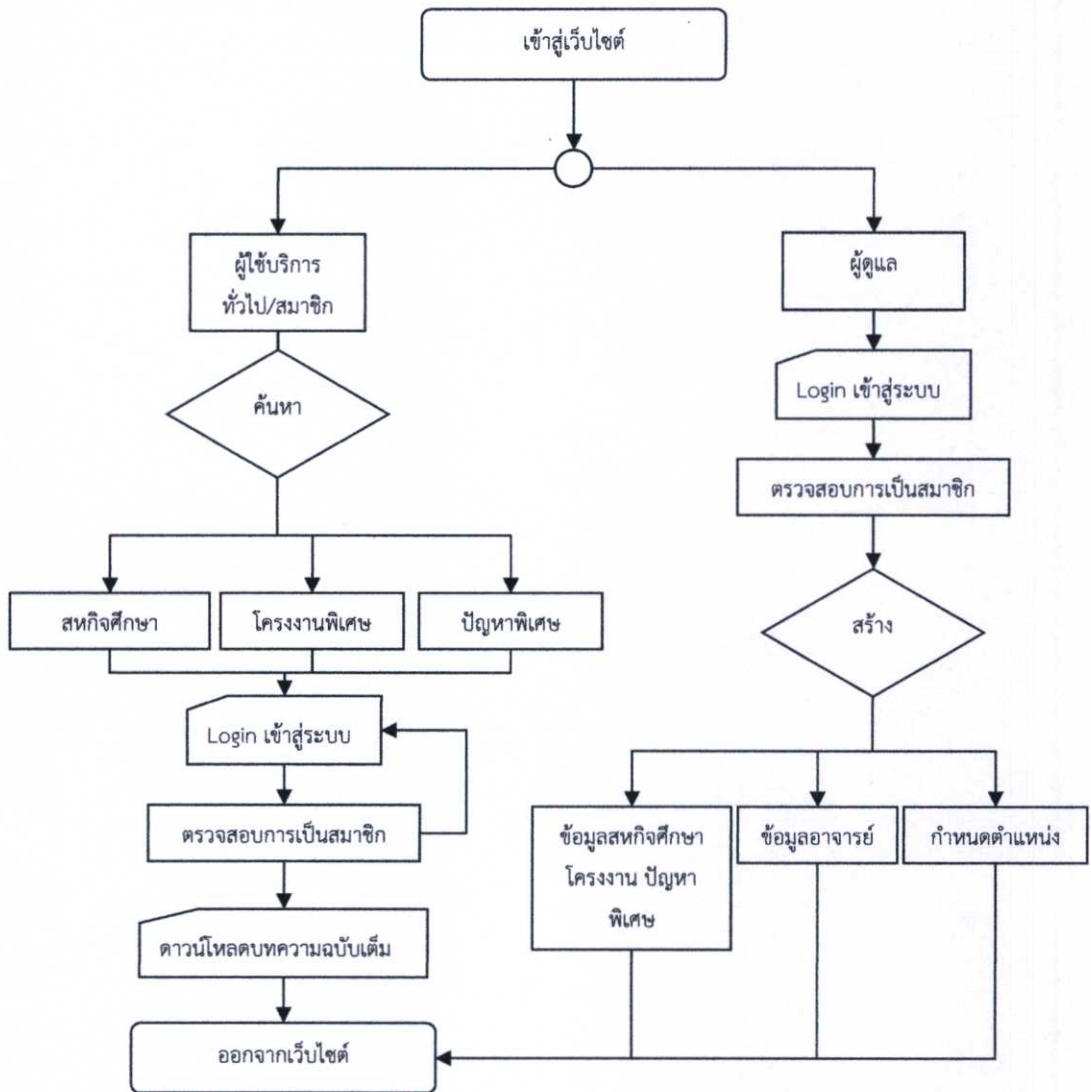 เข้าสู่เว็บไซต์
ผู้ใช้บริการ
ทั่วไป/สมาชิก
ผู้ดูแล
ค้นหา
Login เข้าสู่ระบบ
ตรวจสอบการเป็นสมาชิก
สหกิจศึกษา
โครงงานพิเศษ
ปัญหาพิเศษ
สร้าง
Login เข้าสู่ระบบ
ตรวจสอบการเป็นสมาชิก
ข้อมูลสหกิจศึกษา
โครงงาน ปัญหา
พิเศษ
ข้อมูลอาจารย์
กำหนดตำแหน่ง
ดาวน์โหลดบทความฉบับเต็ม
ออกจากเว็บไซต์